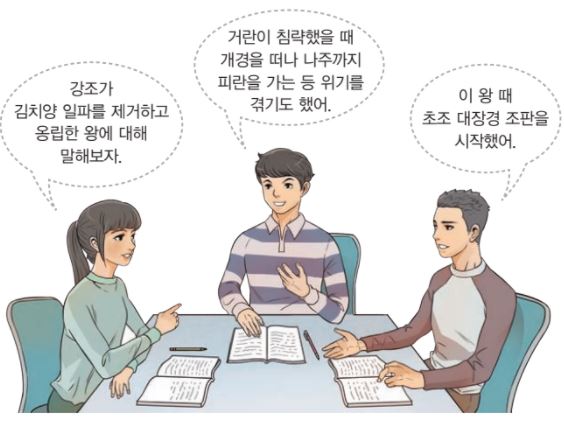 강조가
김치양 일파를 제거하고
옹립한 왕에 대해
말해보자.
거란이 침략했을 때
개경을 떠나 나주까지
피란을 가는 등 위기를
겪기도 했어.
이 왕 때
초조 대장경 조판을
시작했어.